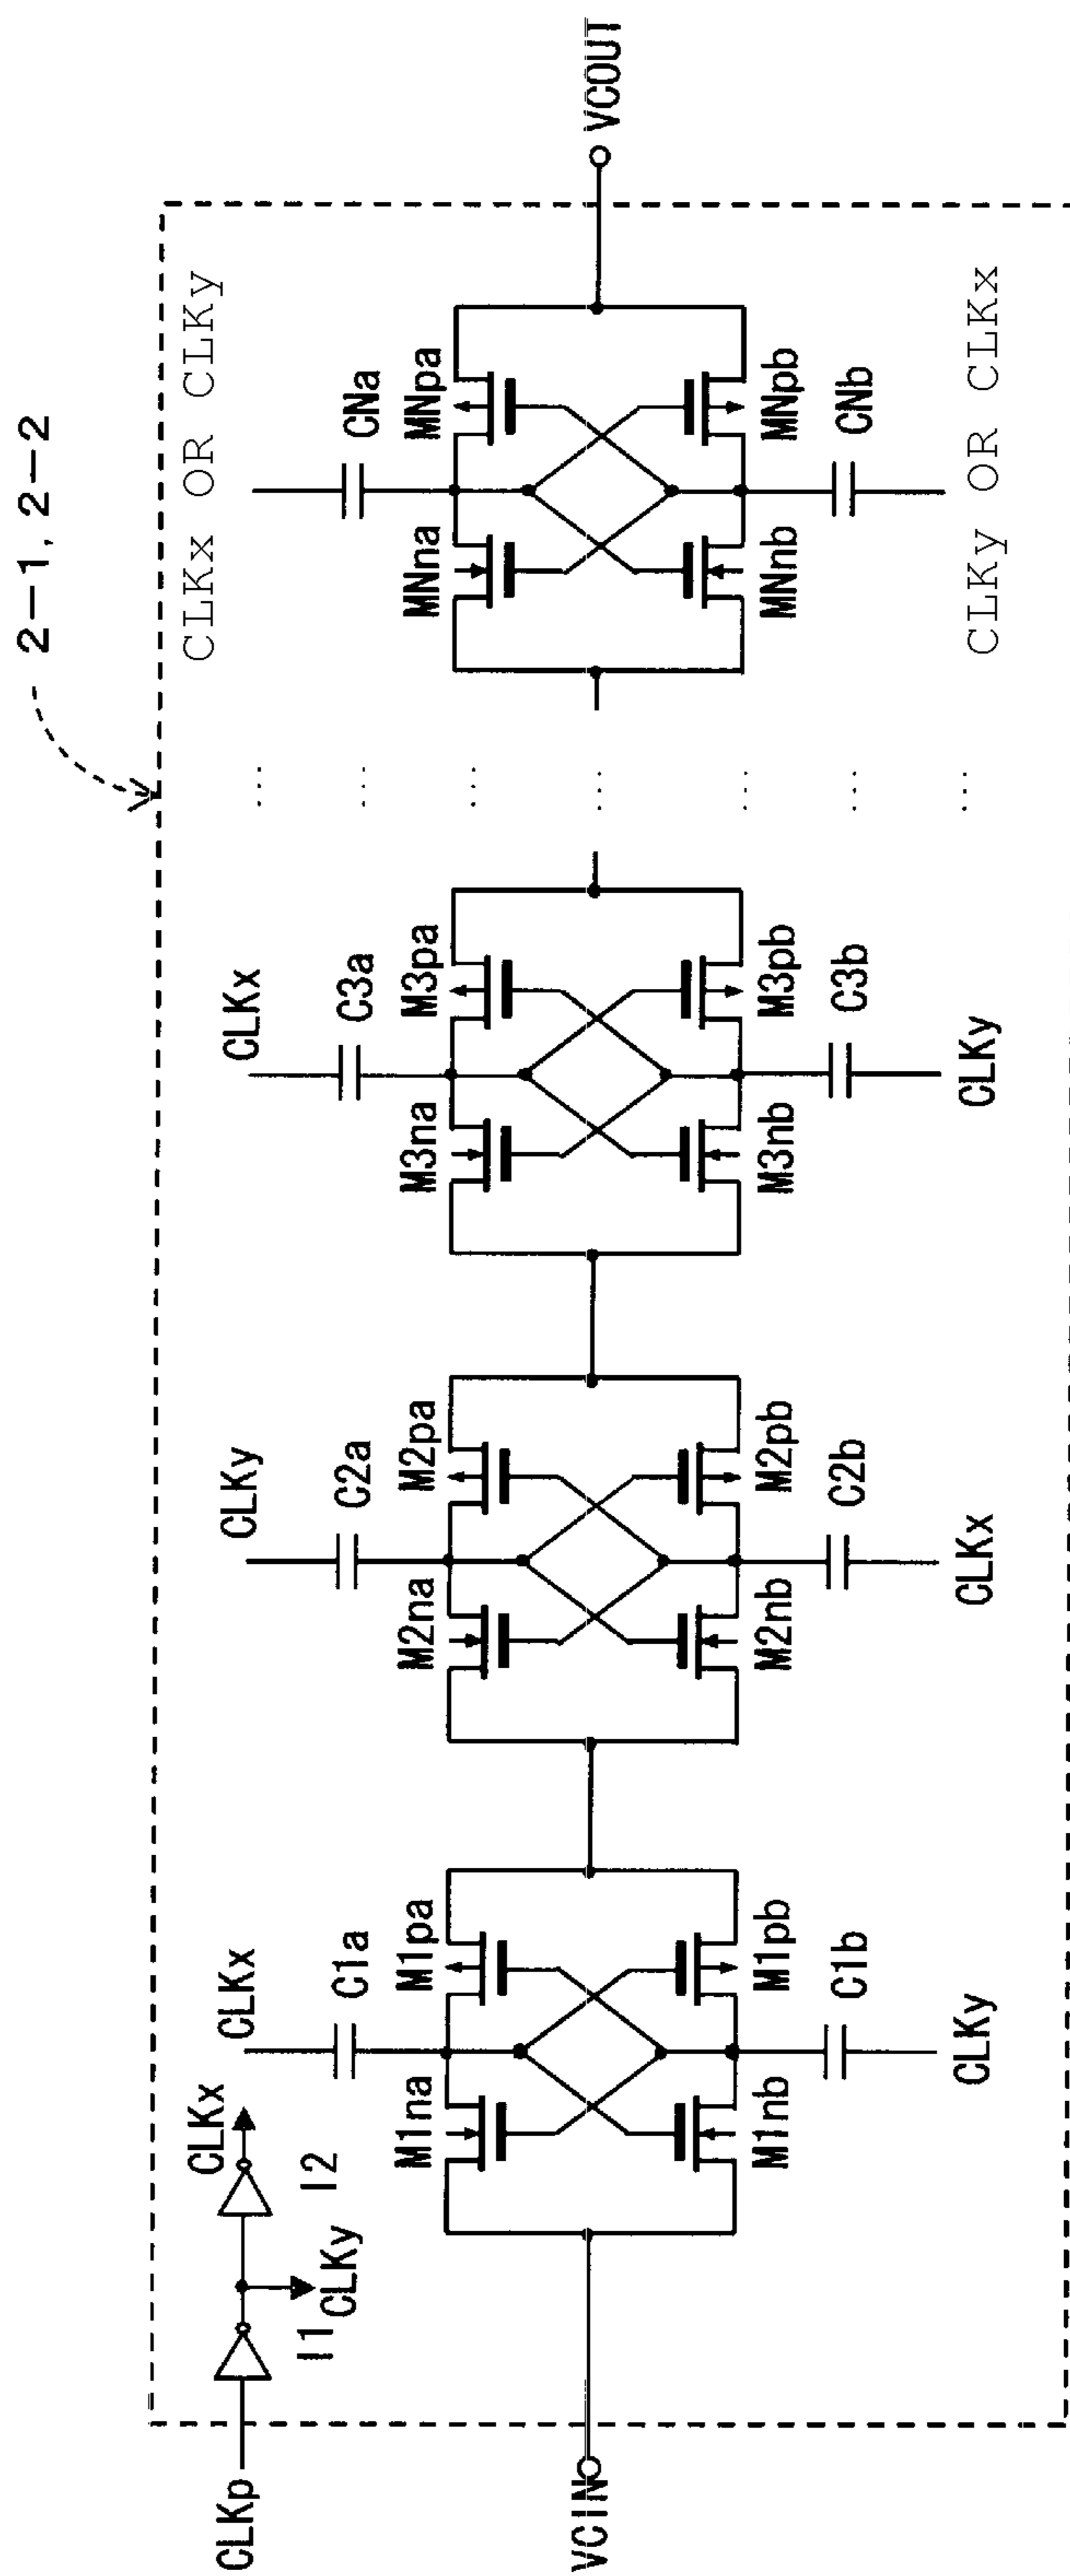 2-1, 2-2
CLKp
I1
CLKy
I2
CLKx
CLKx
CLKy
CLKx
CLKx OR CLKy
C1a
C2a
C3a
CNa
M1na
M1pa
M2na
M2pa
M3na
M3pa
MNna
MNpa
VCIN
...
VCOUT
M1nb
M1pb
M2nb
M2pb
M3nb
M3pb
MNnb
MNpb
C1b
C2b
C3b
CNb
CLKy
CLKx
CLKy
CLKy OR CLKx